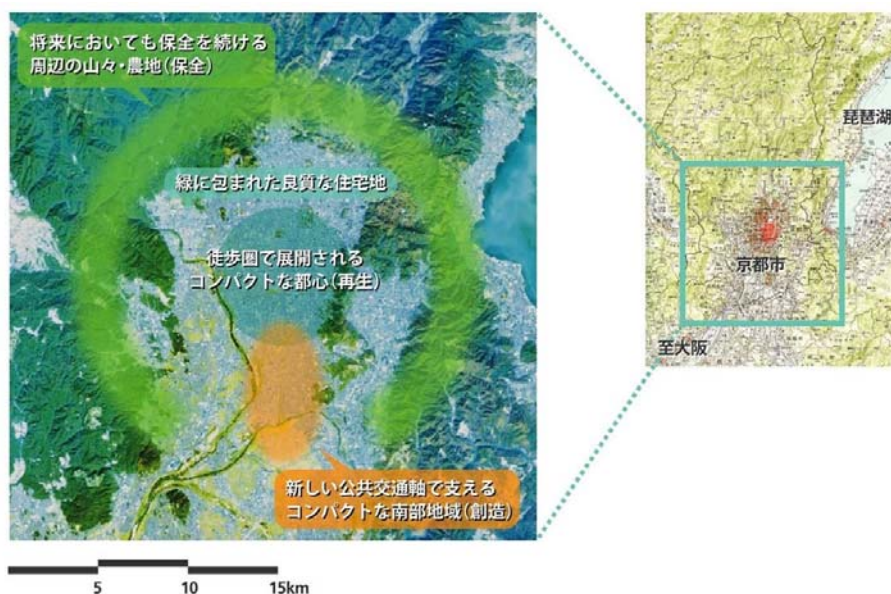 将来においても保全を続ける
周辺の山々・農地(保全)
緑に包まれた良質な住宅地
徒歩圏で展開される
コンパクトな都心(再生)
新しい公共交通軸で支える
コンパクトな南部地域(創造)
5 10 15km
琵琶湖
京都市
至大阪